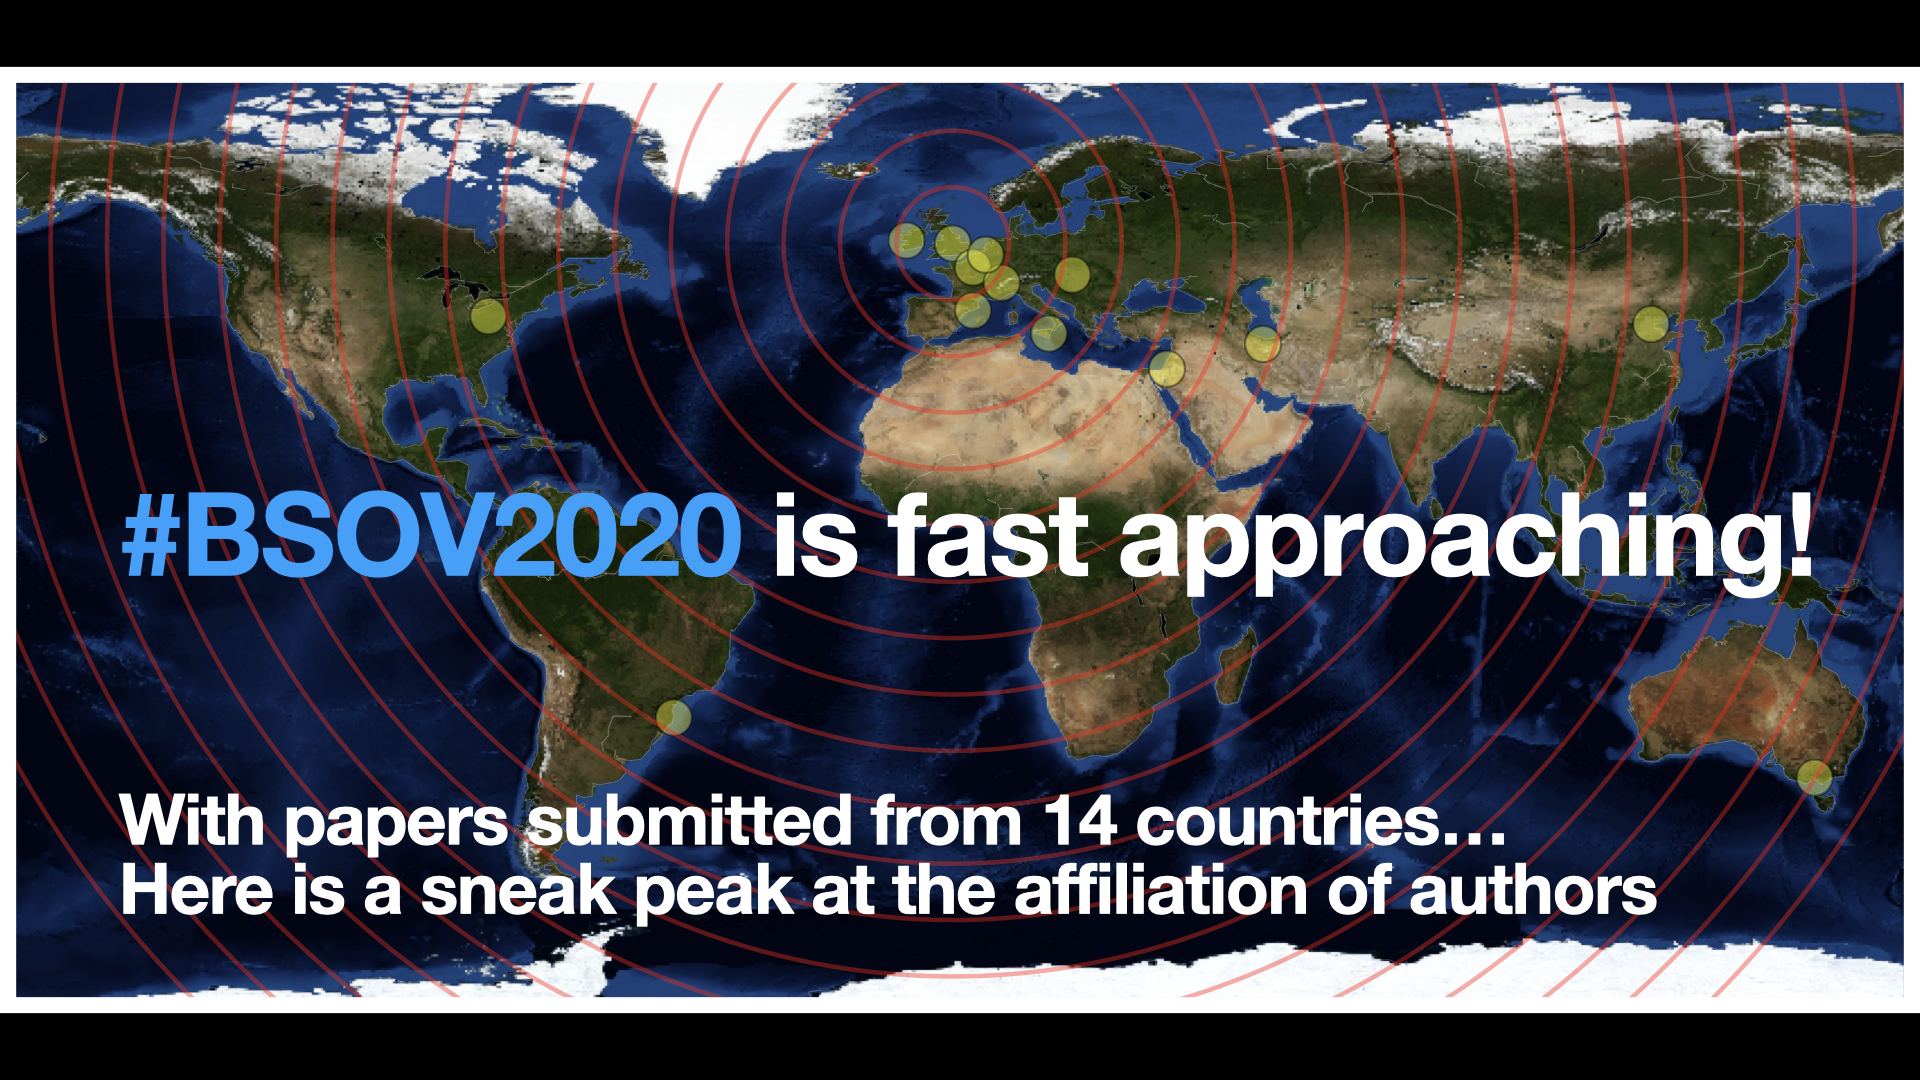 #BSOV2020 is fast approaching!
With papers submitted from 14 countries…
Here is a sneak peak at the affiliation of authors